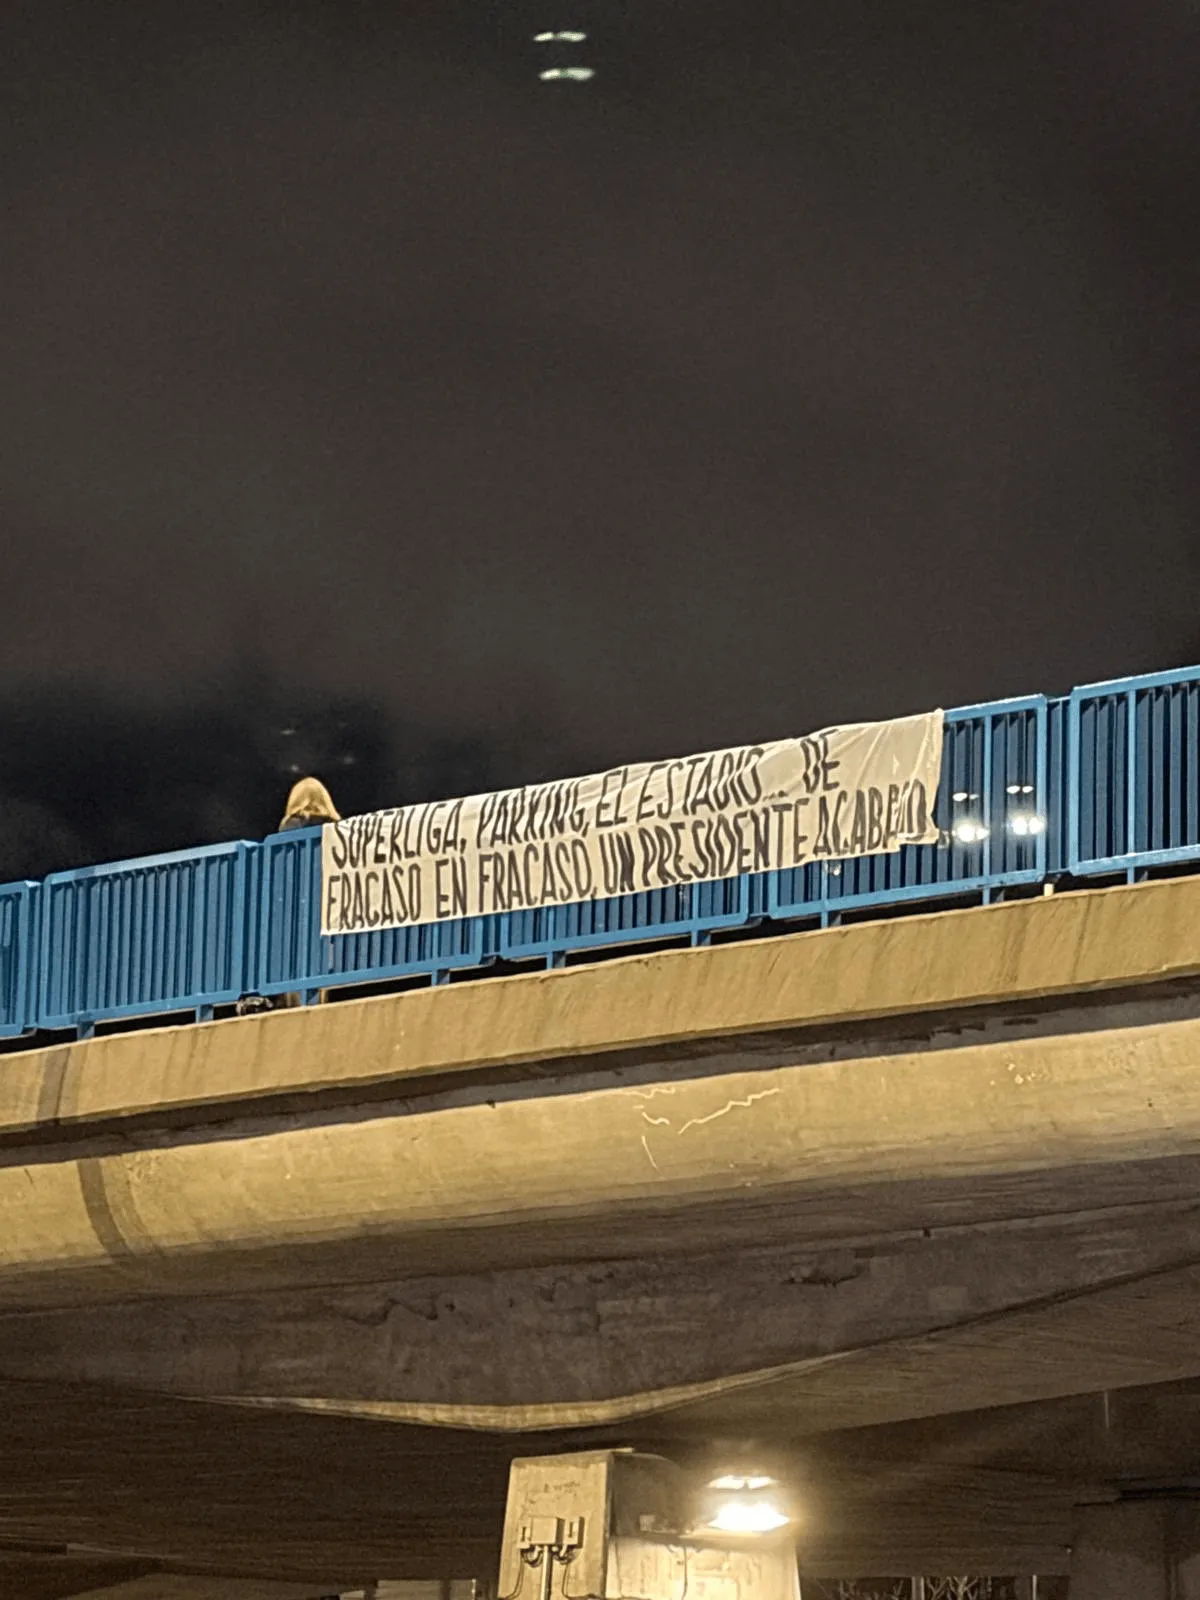 SUPERLIGA, PARKING, EL ESTADIO... DE
FRACASO EN FRACASO, UN PRESIDENTE ACABADO.